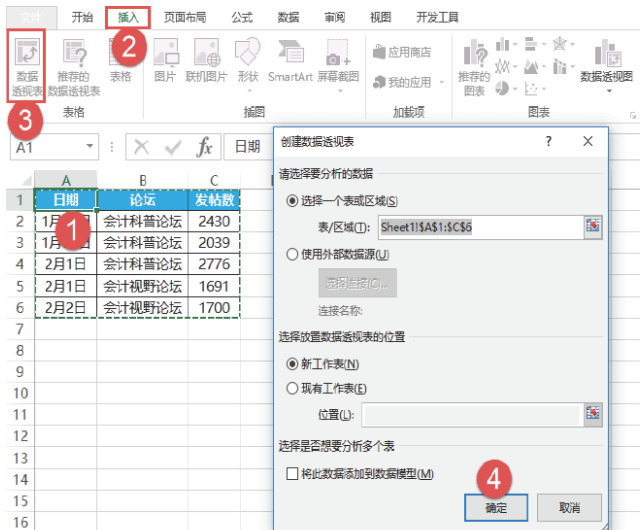 文件 开始 插入 页面布局 公式 数据 审阅 视图 开发工具
2
数据
透视表
推荐的
数据透视表
表格
图片 联机图片 形状 SmartArt 屏幕截图
应用商店
我的应用
推荐的
图表
数据透视图
3
表格 插图 加载项 图表
A1 fx 日期
A B C
1 日期 论坛 发帖数
1
2 1月 日 会计科普论坛 2430
3 1月 日 会计科普论坛 2039
4 2月1日 会计科普论坛 2776
5 2月1日 会计视野论坛 1691
6 2月2日 会计视野论坛 1700
7
8
9
10
11
12
13
14
15
16
创建数据透视表 ?
请选择要分析的数据
选择一个表或区域(S)
表/区域(T): Sheet1!$A$1:$C$6
使用外部数据源(U)
选择连接(C)...
连接名称:
选择放置数据透视表的位置
新工作表(N)
现有工作表(E)
位置(L):
选择是否想要分析多个表
将此数据添加到数据模型(M)
4
确定 取消